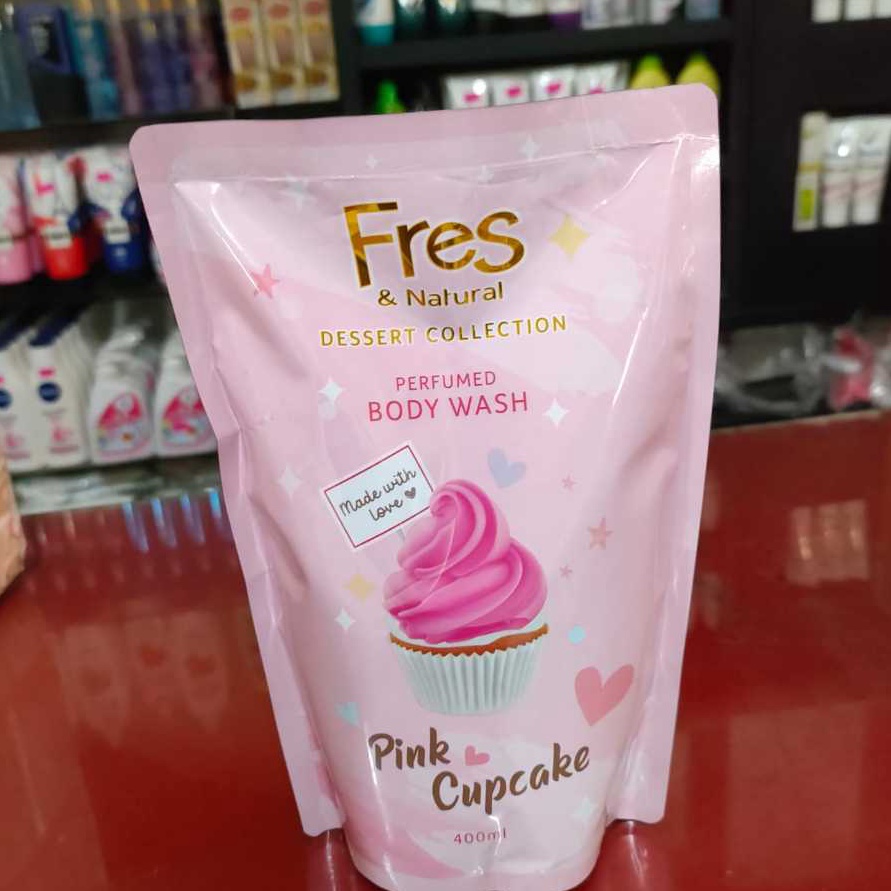 Fres
& Natural
DESSERT COLLECTION
PERFUMED
BODY WASH
Made with
love
Pink
Cupcake
400ml